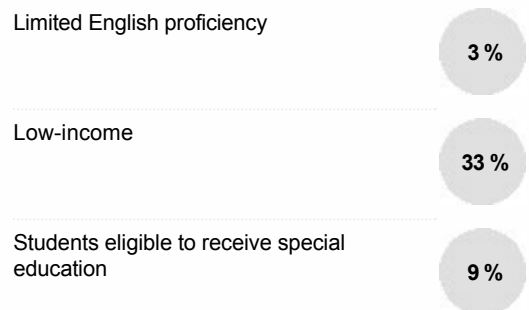 Limited English proficiency
3 %
Low-income
33 %
Students eligible to receive special
education
9 %